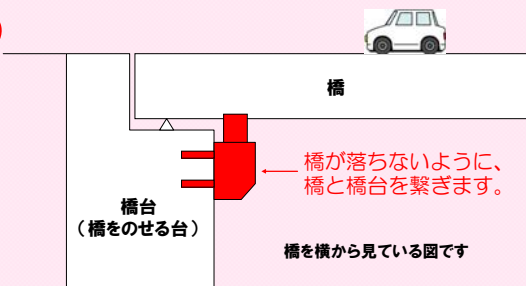 橋
橋が落ちないように、
橋と橋台を繋ぎます。
橋台
（橋をのせる台）
橋を横から見ている図です